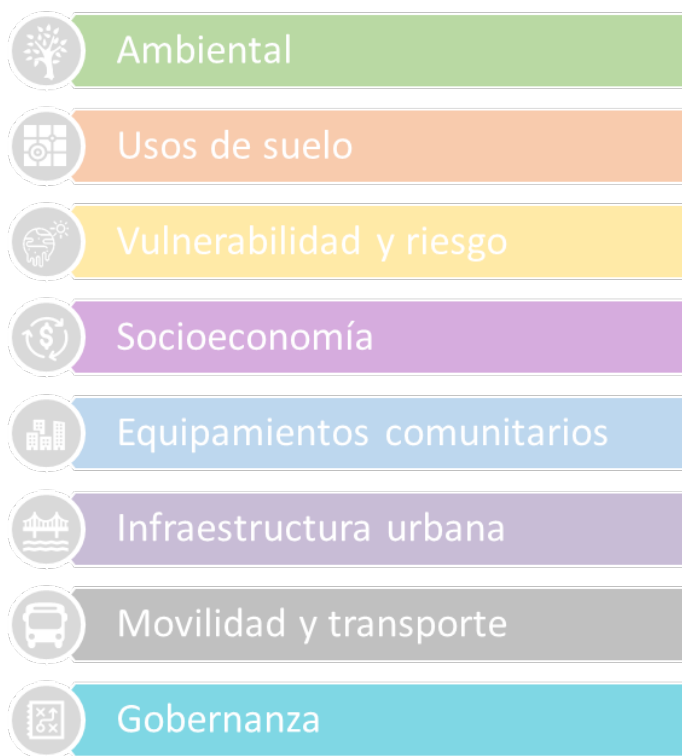 Ambiental
Usos de suelo
Vulnerabilidad y riesgo
Socioeconomía
Equipamientos comunitarios
Infraestructura urbana
Movilidad y transporte
Gobernanza